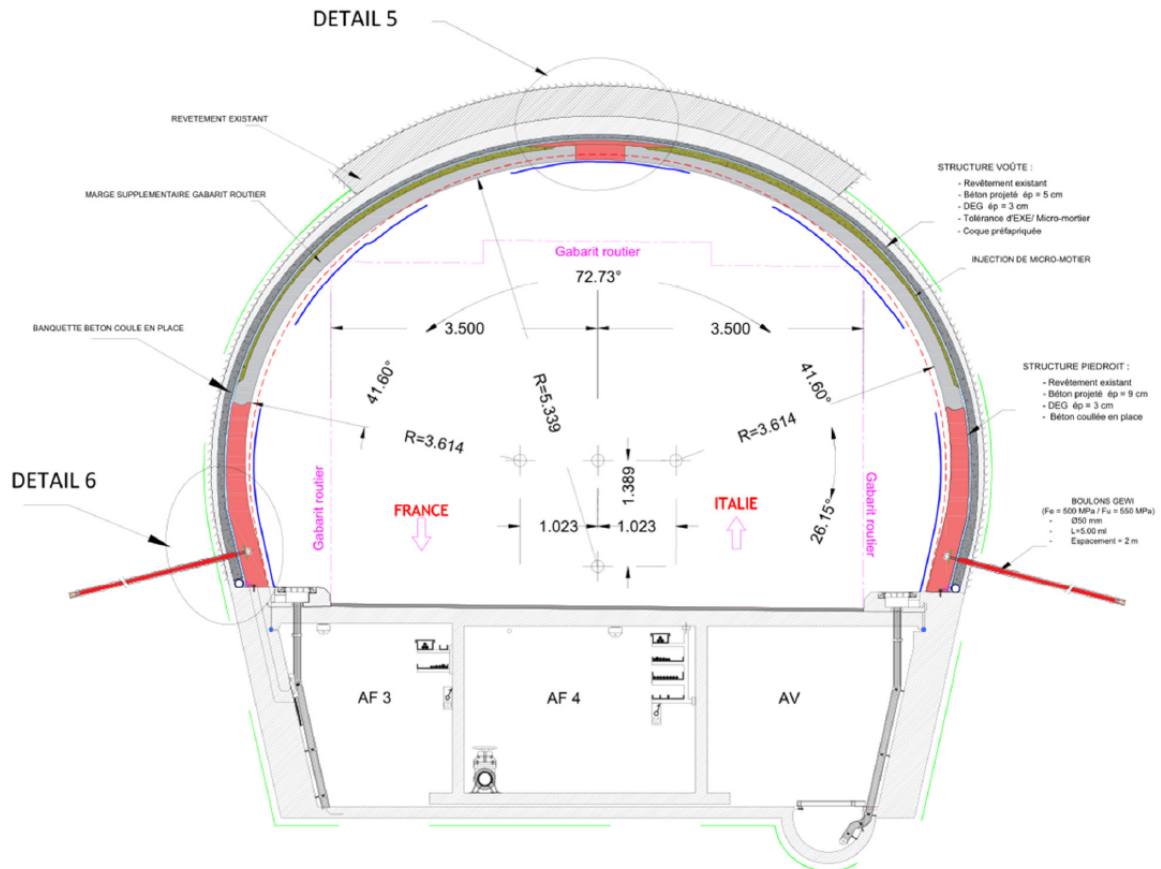 DETAIL 5
REVETEMENT EXISTANT
MARGE SUPPLEMENTAIRE GABARIT ROUTIER
STRUCTURE VOÛTE :
- Revêtement existant
- Béton projeté ép = 5 cm
- DEG ép = 3 cm
- Tolérance d'EXE/ Micro-mortier
- Coque préfapriquée
INJECTION DE MICRO-MOTIER
Gabarit routier
72.73°
3.500
3.500
BANQUETTE BETON COULE EN PLACE
41.60°
41.60°
R=5.339
R=3.614
R=3.614
STRUCTURE PIEDROIT :
- Revêtement existant
- Béton projeté ép = 9 cm
- DEG ép = 3 cm
- Béton coullée en place
DETAIL 6
Gabarit routier
FRANCE
1.389
ITALIE
1.023
1.023
26.15°
Gabarit routier
BOULONS GEWI
(Fe = 500 MPa / Fu = 550 MPa)
- Ø50 mm
- L=5.00 ml
- Espacement = 2 m
AF 3
AF 4
AV